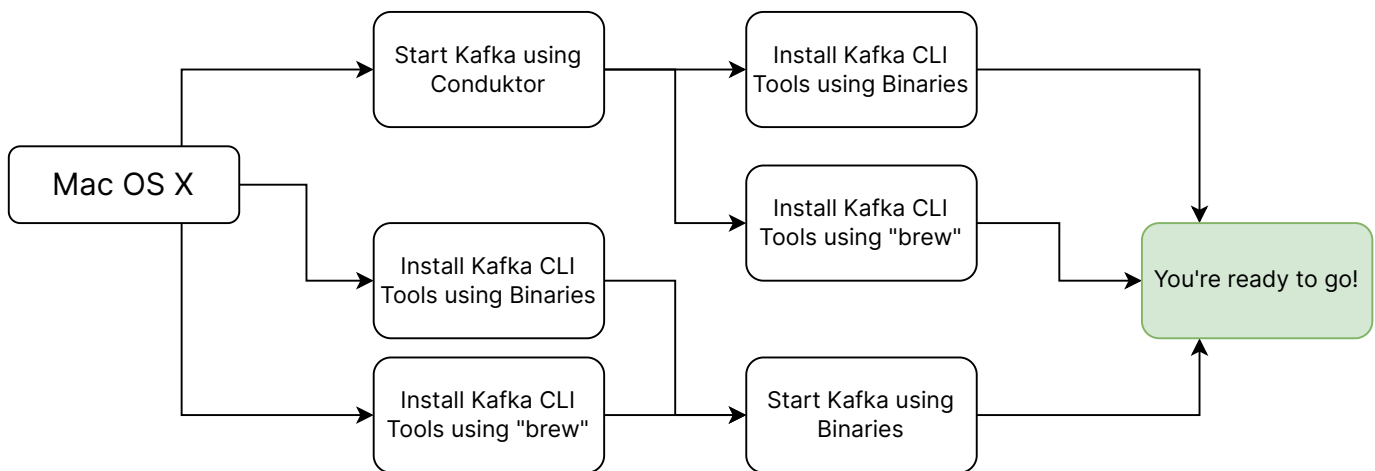 Mac OS X
Start Kafka using
Conduktor
Install Kafka CLI
Tools using Binaries
Install Kafka CLI
Tools using "brew"
Install Kafka CLI
Tools using Binaries
Install Kafka CLI
Tools using "brew"
Start Kafka using
Binaries
You're ready to go!